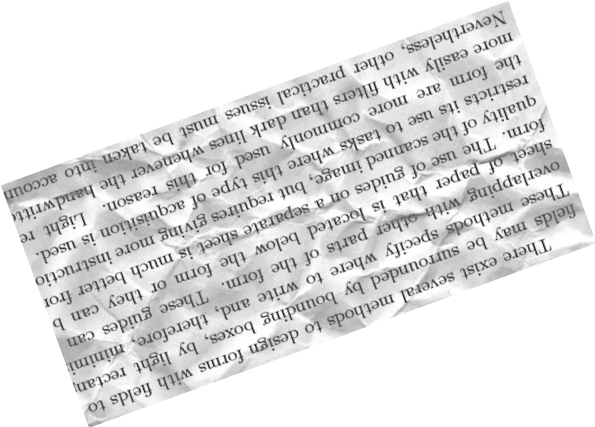 There exist several methods to design forms with fields to
fields may be surrounded by bounding boxes, by light rectan
These methods specify where to write and, therefore, minimi
overlapping with other parts of the form. These guides can
sheet of paper that is located below the form or they can b
form. The use of guides on a separate sheet is much better from
quality of the scanned image, but requires giving more instructio
restricts its use to tasks where this type of acquisition is used.
the form are more commonly used for this reason. Light re
more easily with filters than dark lines whenever the handwritt
Nevertheless, other practical issues must be taken into accoun